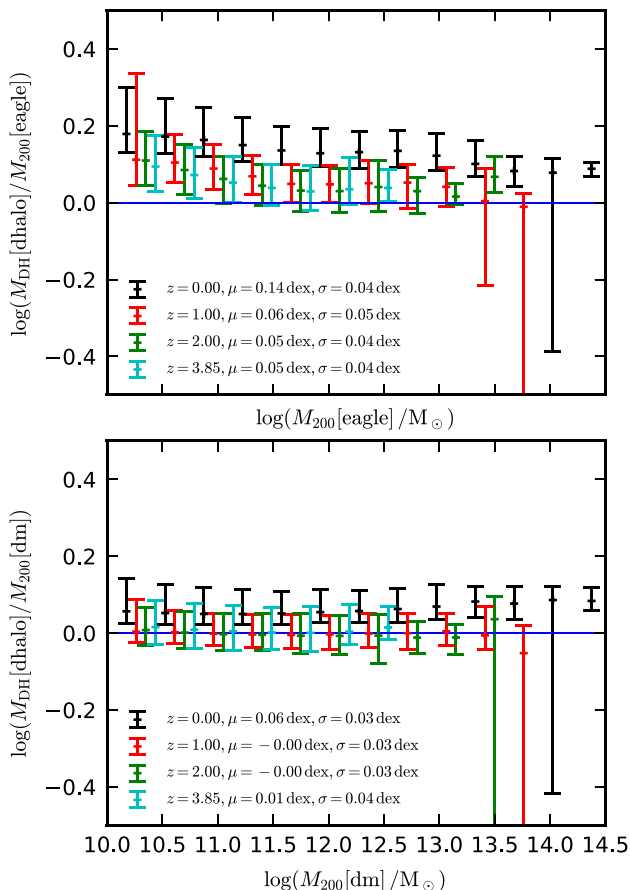 0.4
0.2
0.0
−0.2
−0.4
log(M_DH[dhalo]/M_200[eagle])
z = 0.00, μ = 0.14 dex, σ = 0.04 dex
z = 1.00, μ = 0.06 dex, σ = 0.05 dex
z = 2.00, μ = 0.05 dex, σ = 0.04 dex
z = 3.85, μ = 0.05 dex, σ = 0.04 dex
log(M_200[eagle]/M_⊙)
0.4
0.2
0.0
−0.2
−0.4
log(M_DH[dhalo]/M_200[dm])
z = 0.00, μ = 0.06 dex, σ = 0.03 dex
z = 1.00, μ = −0.00 dex, σ = 0.03 dex
z = 2.00, μ = −0.00 dex, σ = 0.03 dex
z = 3.85, μ = 0.01 dex, σ = 0.04 dex
10.0 10.5 11.0 11.5 12.0 12.5 13.0 13.5 14.0 14.5
log(M_200[dm]/M_⊙)